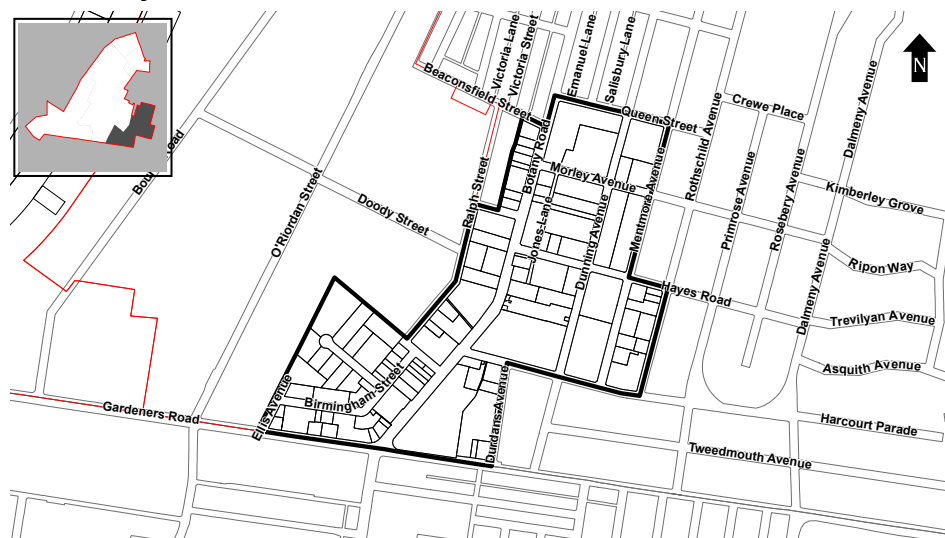 Victoria Lane
Victoria Street
Emanuel Lane
Salisbury Lane
Beaconsfield Street
Queen Street
Crewe Place
Dalmeny Avenue
N
Botany Road
Rothschild Avenue
Morley Avenue
Kimberley Grove
Ralph Street
Mentmore Avenue
Primrose Avenue
Rosebery Avenue
O'Riordan Street
Doody Street
Jones Lane
Dunning Avenue
Ripon Way
Hayes Road
Dalmeny Avenue
Trevilyan Avenue
Asquith Avenue
Ellis Avenue
Birmingham Street
Durdans Avenue
Gardeners Road
Harcourt Parade
Tweedmouth Avenue